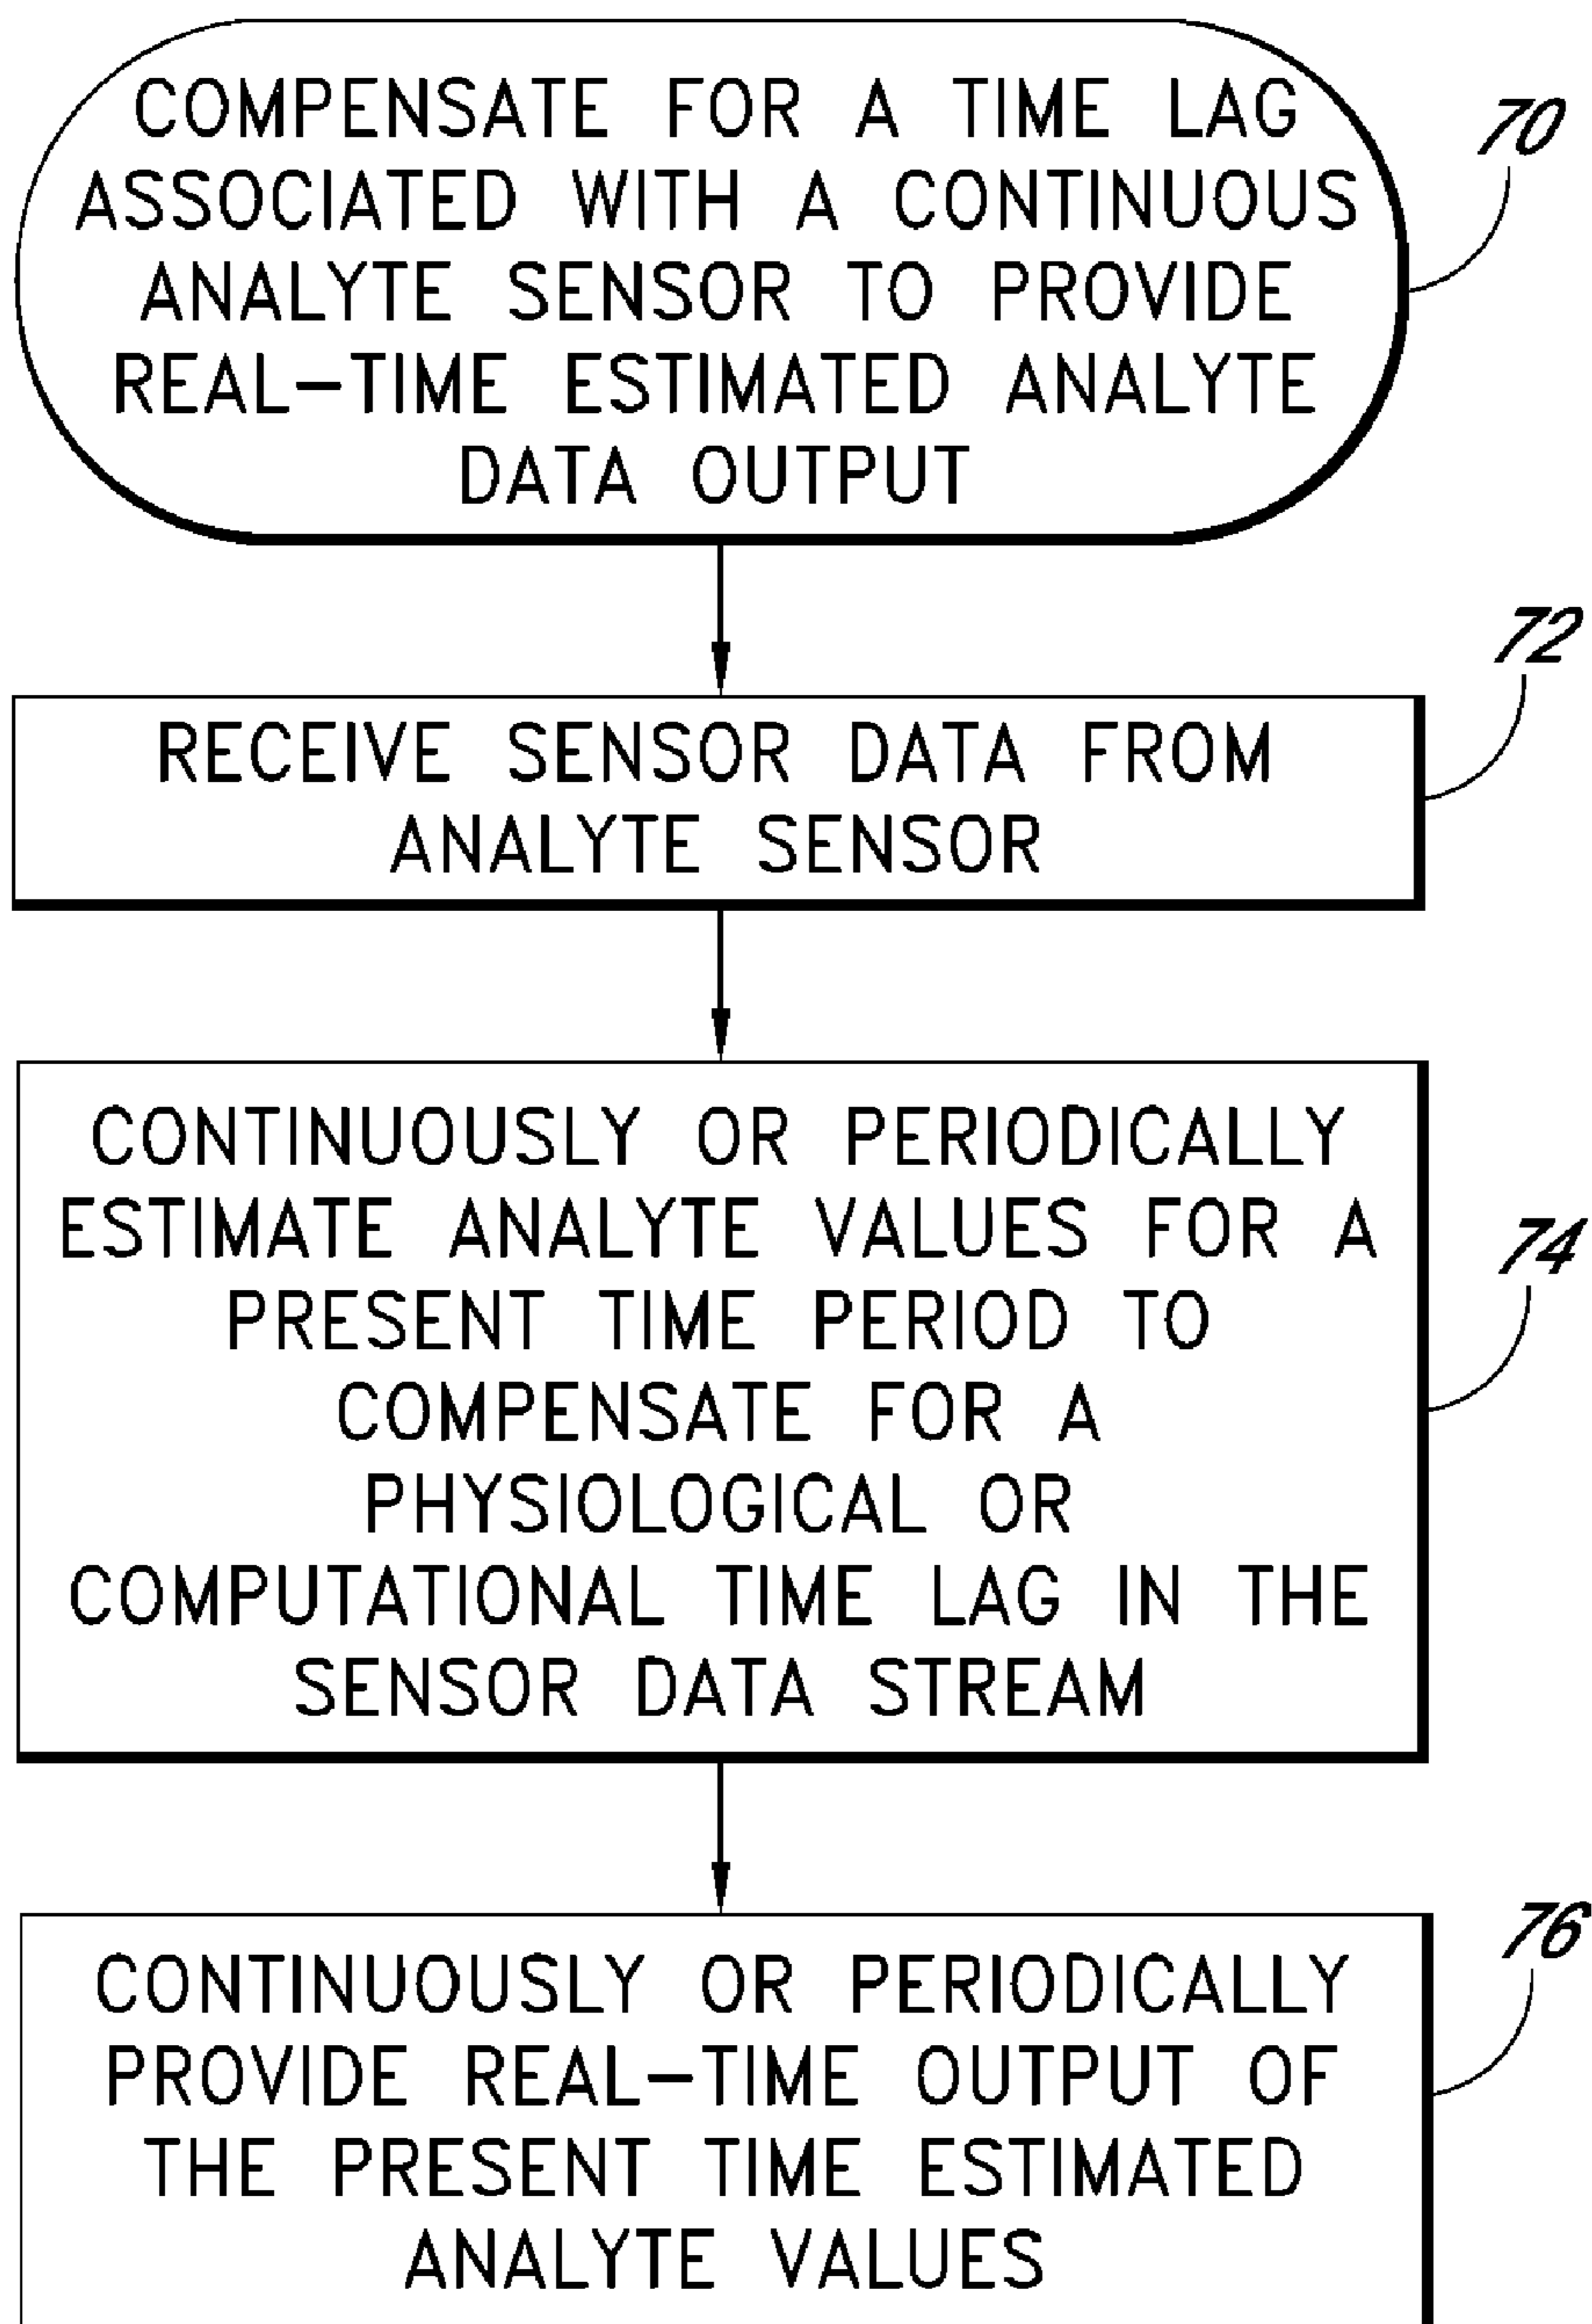 COMPENSATE FOR A TIME LAG
ASSOCIATED WITH A CONTINUOUS
ANALYTE SENSOR TO PROVIDE
REAL-TIME ESTIMATED ANALYTE
DATA OUTPUT
70
72
RECEIVE SENSOR DATA FROM
ANALYTE SENSOR
CONTINUOUSLY OR PERIODICALLY
ESTIMATE ANALYTE VALUES FOR A
PRESENT TIME PERIOD TO
COMPENSATE FOR A
PHYSIOLOGICAL OR
COMPUTATIONAL TIME LAG IN THE
SENSOR DATA STREAM
74
76
CONTINUOUSLY OR PERIODICALLY
PROVIDE REAL-TIME OUTPUT OF
THE PRESENT TIME ESTIMATED
ANALYTE VALUES